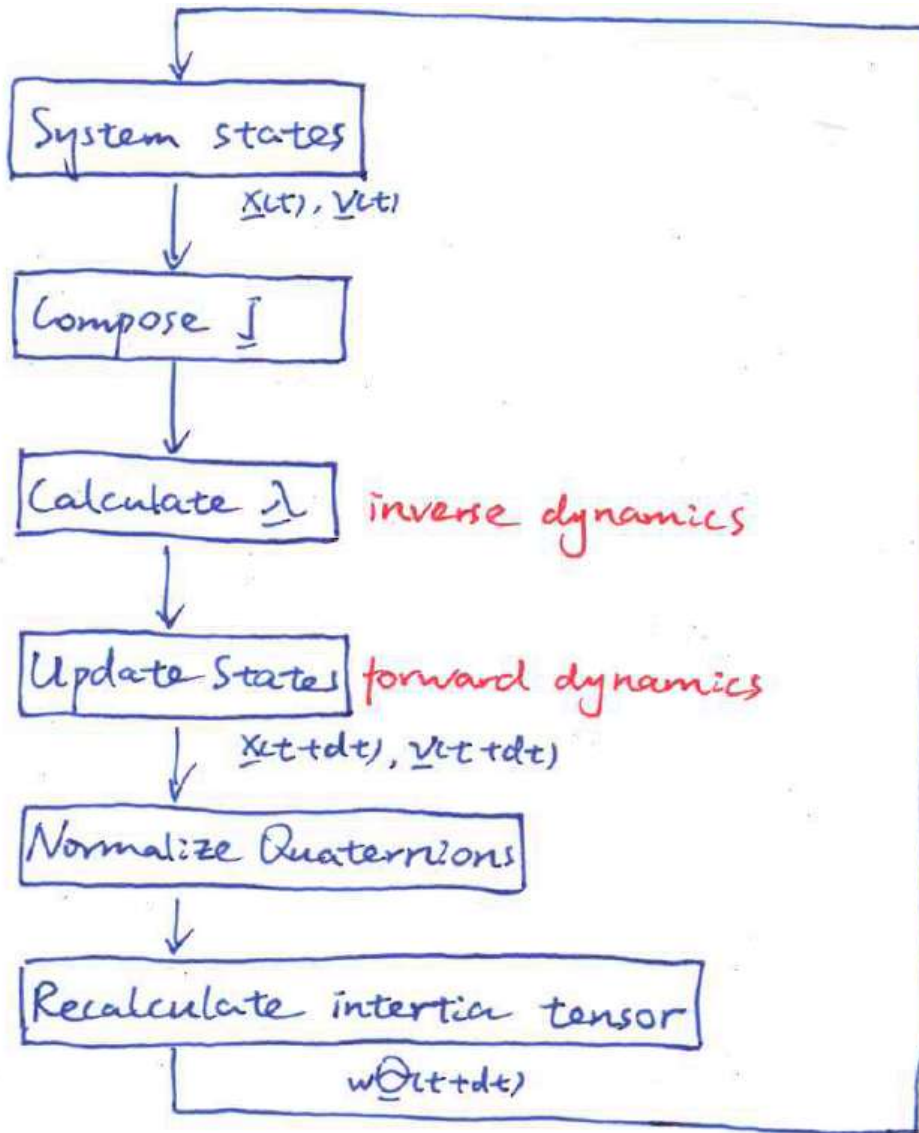 System states
x(t), v(t)
Compose J
Calculate λ inverse dynamics
Update States forward dynamics
x(t+dt), v(t+dt)
Normalize Quaternions
Recalculate intertia tensor
wΘ(t+dt)